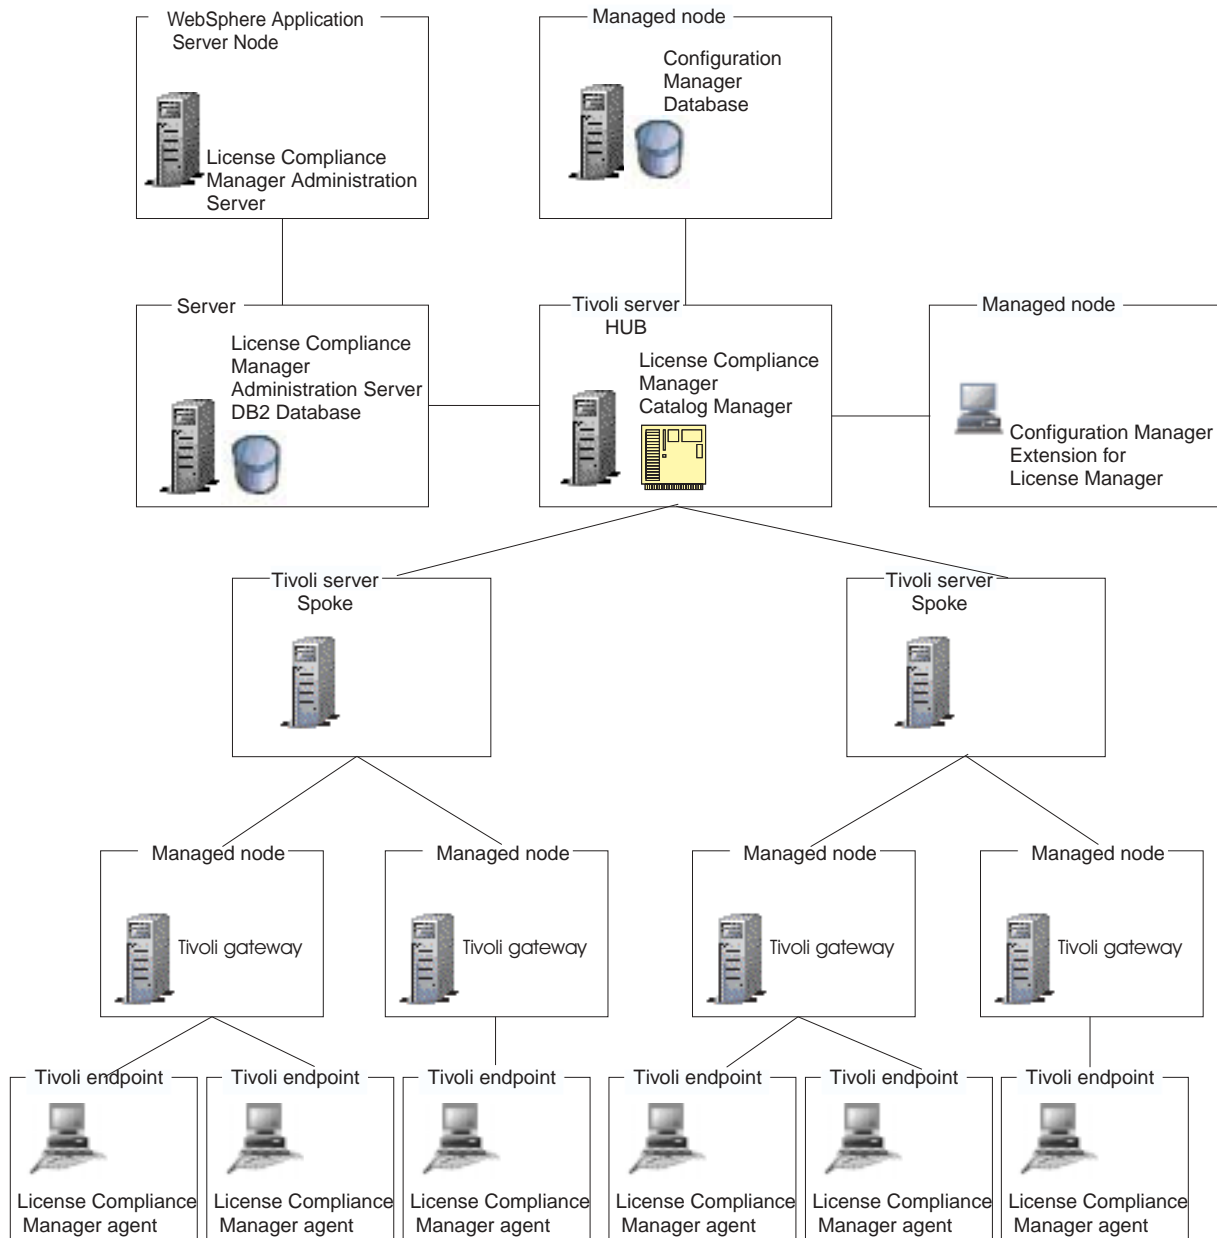 WebSphere Application
Server Node
License Compliance
Manager Administration
Server
Managed node
Configuration
Manager
Database
Server
License Compliance
Manager
Administration Server
DB2 Database
Tivoli server
HUB
License Compliance
Manager
Catalog Manager
Managed node
Configuration Manager
Extension for
License Manager
Tivoli server
Spoke
Tivoli server
Spoke
Managed node
Tivoli gateway
Managed node
Tivoli gateway
Managed node
Tivoli gateway
Managed node
Tivoli gateway
Tivoli endpoint
License Compliance
Manager agent
Tivoli endpoint
License Compliance
Manager agent
Tivoli endpoint
License Compliance
Manager agent
Tivoli endpoint
License Compliance
Manager agent
Tivoli endpoint
License Compliance
Manager agent
Tivoli endpoint
License Compliance
Manager agent